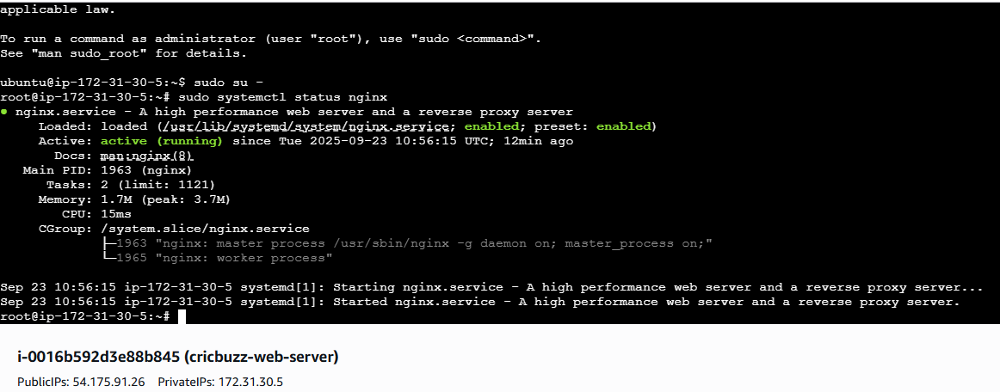 applicable law.
To run a command as administrator (user "root"), use "sudo <command>".
See "man sudo_root" for details.
ubuntu@ip-172-31-30-5:~$ sudo su -
root@ip-172-31-30-5:~# sudo systemctl status nginx
● nginx.service - A high performance web server and a reverse proxy server
Loaded: loaded (/usr/lib/systemd/system/nginx.service; enabled; preset: enabled)
Active: active (running) since Tue 2025-09-23 10:56:15 UTC; 12min ago
Docs: man:nginx(8)
Main PID: 1963 (nginx)
Tasks: 2 (limit: 1121)
Memory: 1.7M (peak: 3.7M)
CPU: 15ms
CGroup: /system.slice/nginx.service
├─1963 "nginx: master process /usr/sbin/nginx -g daemon on; master_process on;"
└─1965 "nginx: worker process"
Sep 23 10:56:15 ip-172-31-30-5 systemd[1]: Starting nginx.service - A high performance web server and a reverse proxy server...
Sep 23 10:56:15 ip-172-31-30-5 systemd[1]: Started nginx.service - A high performance web server and a reverse proxy server.
root@ip-172-31-30-5:~#
i-0016b592d3e88b845 (cricbuzz-web-server)
PublicIPs: 54.175.91.26 PrivateIPs: 172.31.30.5